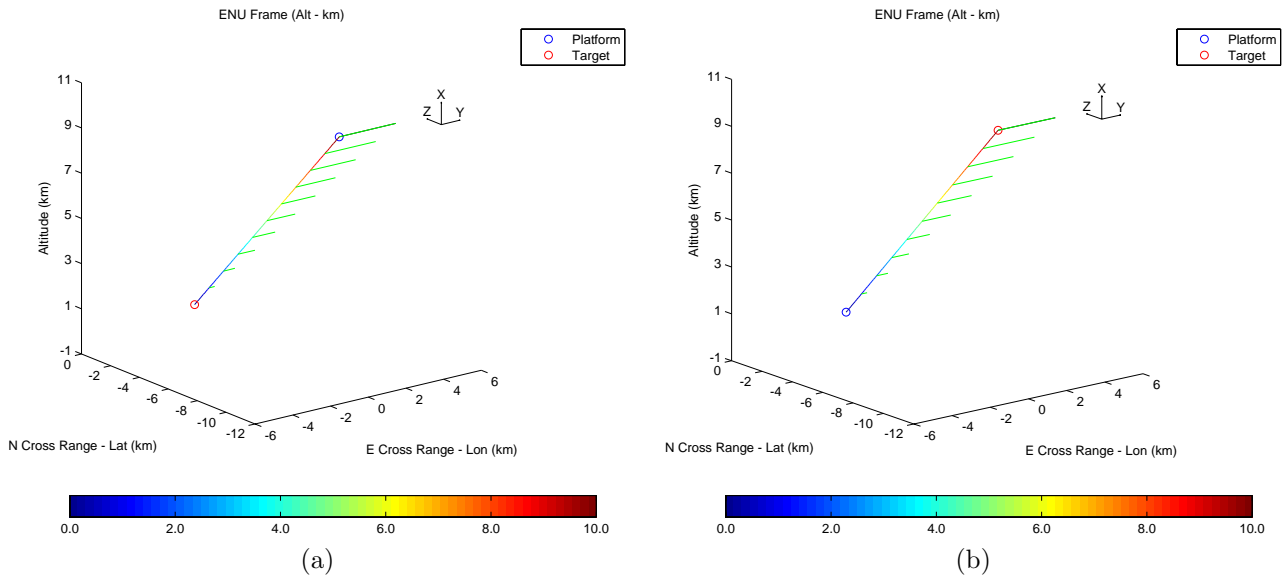 ENU Frame (Alt - km)
Platform
Target
11
9
7
5
3
1
-1
Altitude (km)
X
Z
Y
0
-2
-4
-6
-8
-10
-12
N Cross Range - Lat (km)
-6
-4
-2
0
2
4
6
E Cross Range - Lon (km)
0.0 2.0 4.0 6.0 8.0 10.0
(a)
ENU Frame (Alt - km)
Platform
Target
11
9
7
5
3
1
-1
Altitude (km)
X
Z
Y
0
-2
-4
-6
-8
-10
-12
N Cross Range - Lat (km)
-6
-4
-2
0
2
4
6
E Cross Range - Lon (km)
0.0 2.0 4.0 6.0 8.0 10.0
(b)